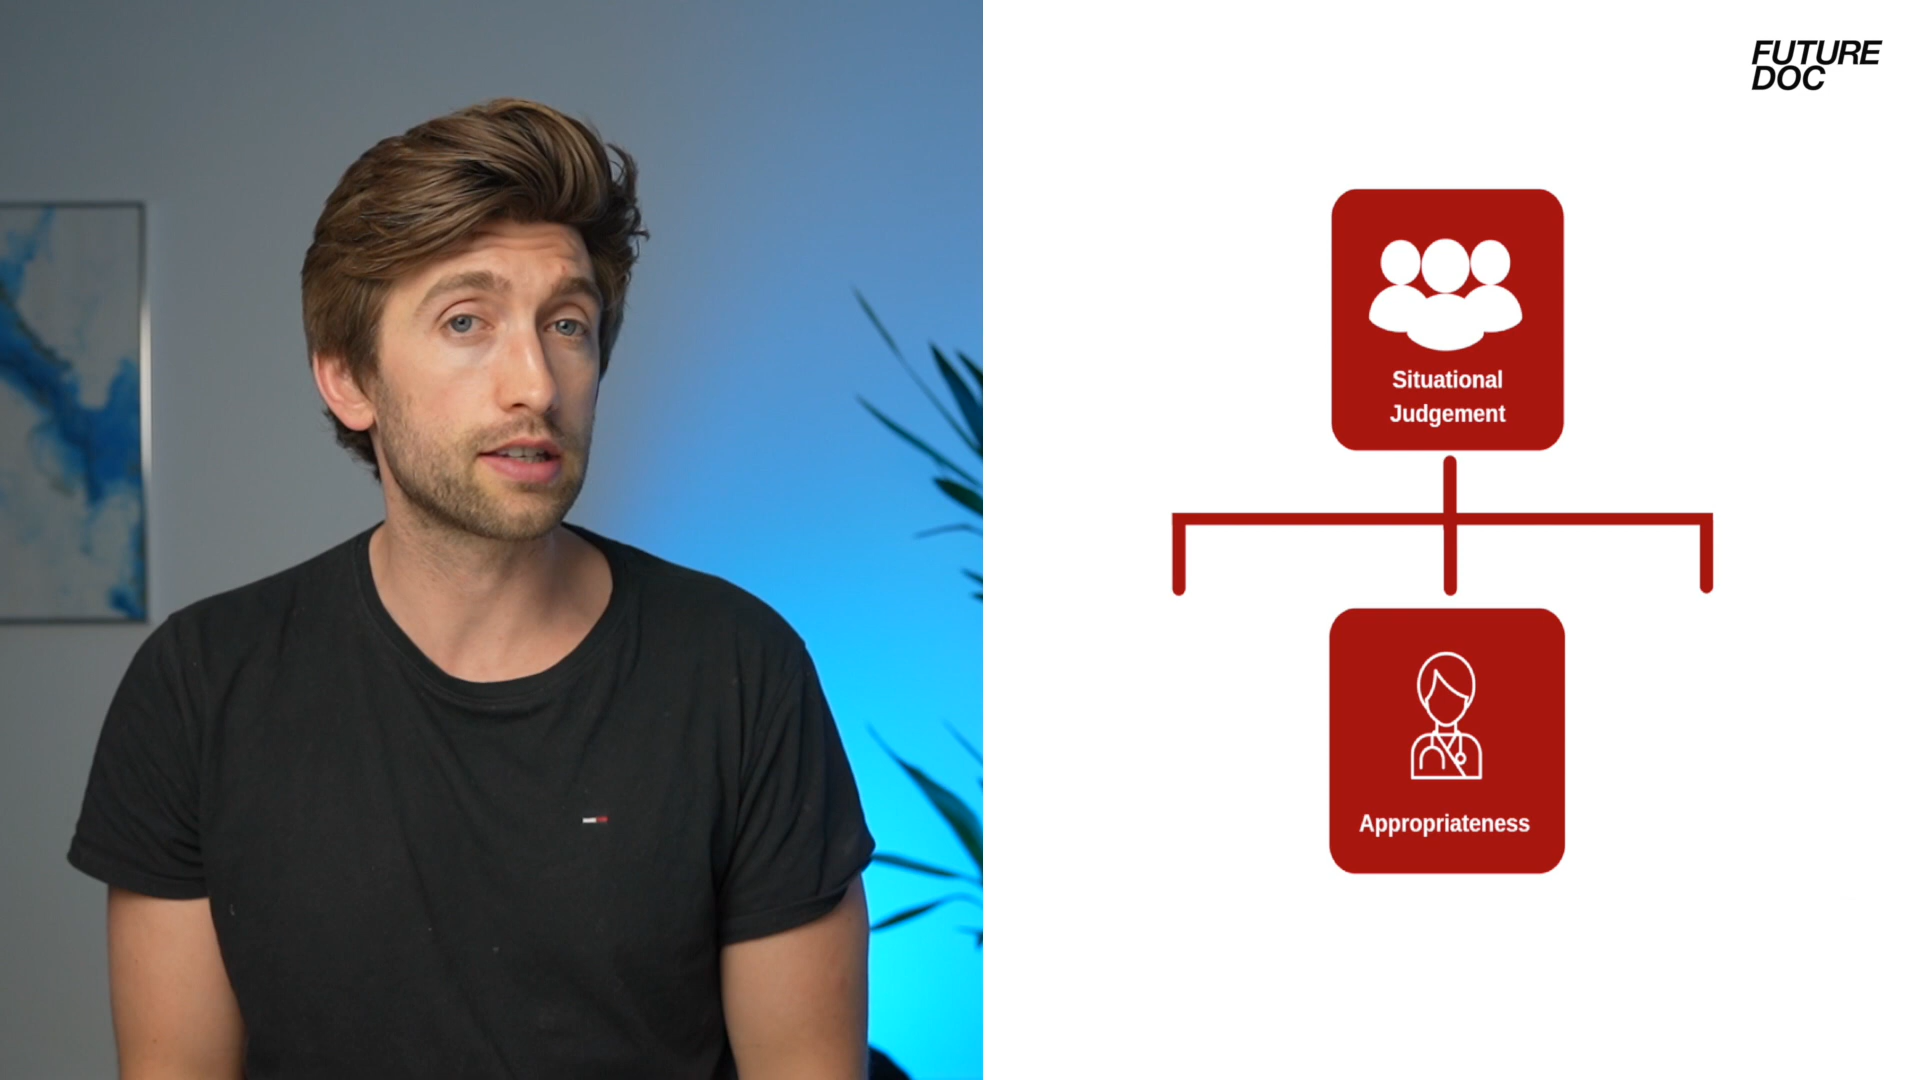 FUTURE
DOC
Situational
Judgement
Appropriateness